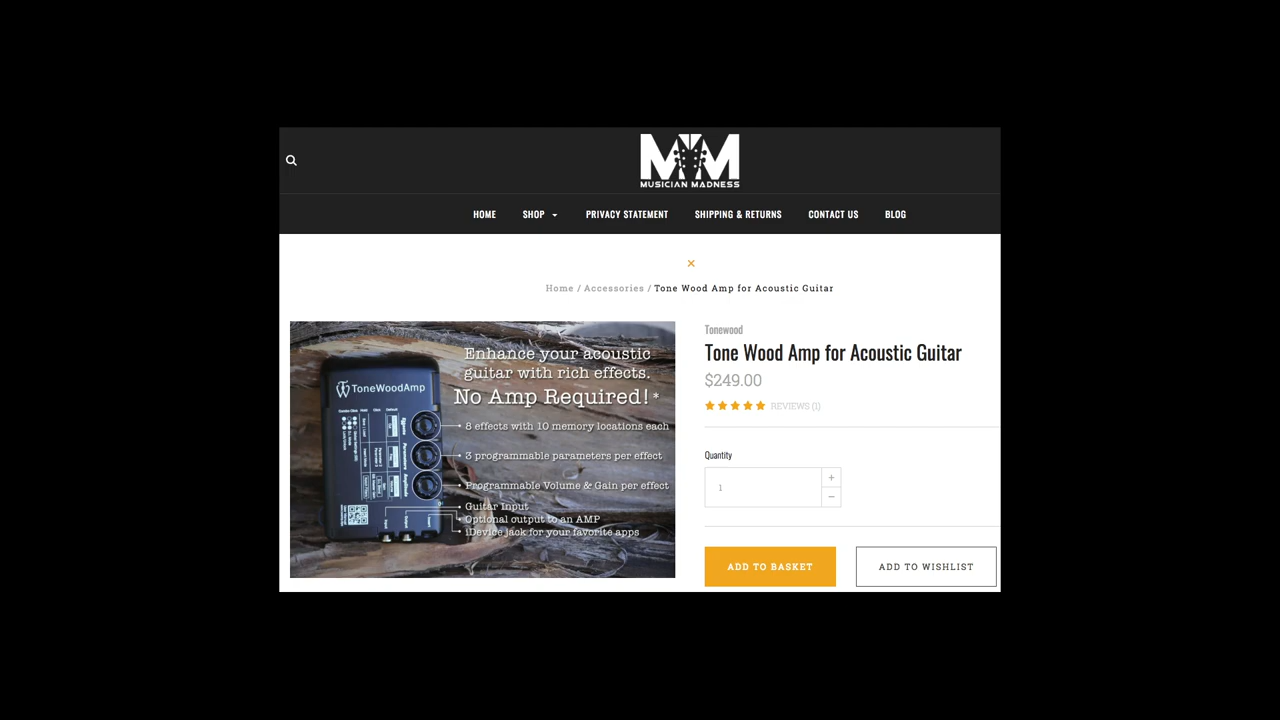 MM
MUSICIAN MADNESS
HOME SHOP PRIVACY STATEMENT SHIPPING & RETURNS CONTACT US BLOG
Home / Accessories / Tone Wood Amp for Acoustic Guitar
Enhance your acoustic
guitar with rich effects.
No Amp Required!*
ToneWoodAmp
8 effects with 10 memory locations each
3 programmable parameters per effect
Programmable Volume & Gain per effect
Guitar Input
Optional output to an AMP
iDevice jack for your favorite apps
Tonewood
Tone Wood Amp for Acoustic Guitar
$249.00
REVIEWS (1)
Quantity
1
ADD TO BASKET
ADD TO WISHLIST